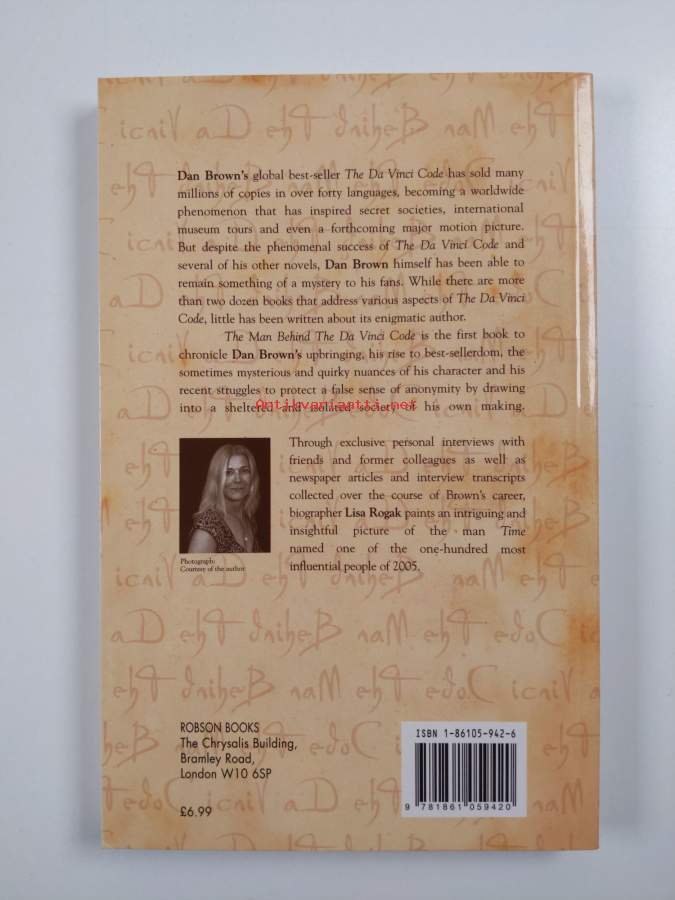 Dan Brown's global best-seller The Da Vinci Code has sold many
millions of copies in over forty languages, becoming a worldwide
phenomenon that has inspired secret societies, international
museum tours and even a forthcoming major motion picture.
But despite the phenomenal success of The Da Vinci Code and
several of his other novels, Dan Brown himself has been able to
remain something of a mystery to his fans. While there are more
than two dozen books that address various aspects of The Da Vinci
Code, little has been written about its enigmatic author.
The Man Behind The Da Vinci Code is the first book to
chronicle Dan Brown's upbringing, his rise to best-sellerdom, the
sometimes mysterious and quirky nuances of his character and his
recent struggles to protect a false sense of anonymity by drawing
Antikvariaatti.net
into a sheltered and isolated society of his own making.
Through exclusive personal interviews with
friends and former colleagues as well as
newspaper articles and interview transcripts
collected over the course of Brown's career,
biographer Lisa Rogak paints an intriguing and
insightful picture of the man Time
named one of the one-hundred most
influential people of 2005.
Photograph:
Courtesy of the author
ROBSON BOOKS
The Chrysalis Building,
Bramley Road,
London W10 6SP
£6.99
ISBN 1-86105-942-6
9 781861 059420